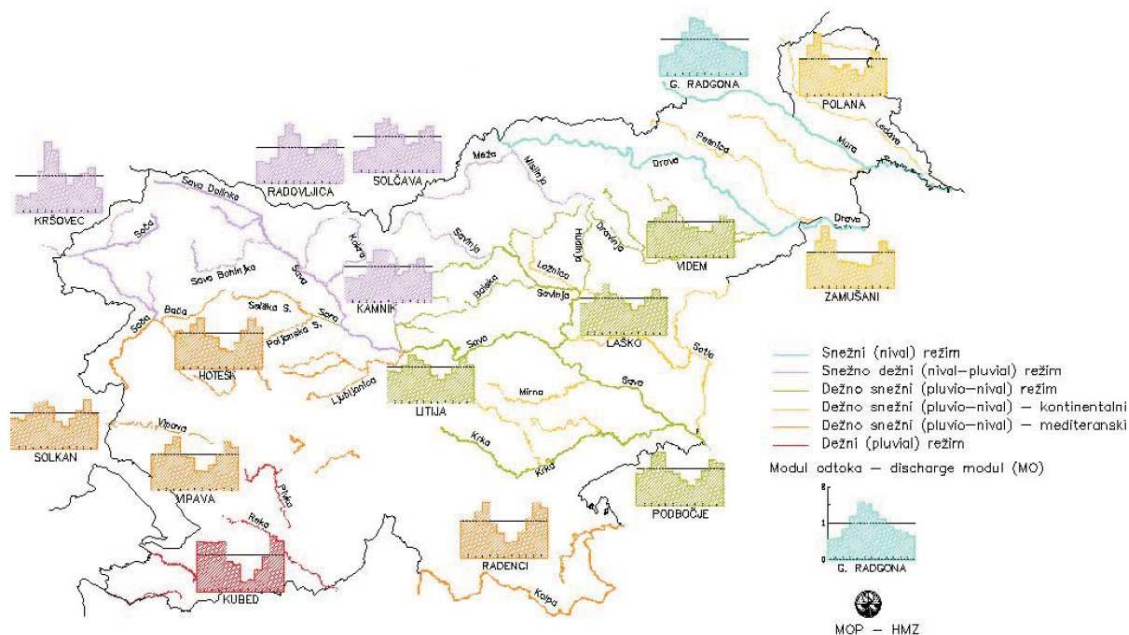 G. RADGONA
POLANA
KRŠOVEC
RADOVLJICA
SOLČAVA
Meža
Mislinja
Drava
Pesnica
Mura
Ledava
Drava
Sava Dolinka
Soča
Kokra
Savinja
Sava Bohinjka
Sava
Hudinja
Dravinja
Ložnica
Bolska
Savinja
VIDEM
ZAMUŠANI
KAMNIK
Soča
Bača
Selška S.
Sora
Poljanska S.
HOTEŠK
Sava
LAŠKO
Sotla
Ljubljanica
LITIJA
Mirna
Sava
SOLKAN
Vipava
VIPAVA
Krka
Krka
PODBOČJE
Pivka
Reka
KUBED
RADENCI
Kolpa
Snežni (nival) režim
Snežno dežni (nival-pluvial) režim
Dežno snežni (pluvio-nival) režim
Dežno snežni (pluvio-nival) – kontinentalni
Dežno snežni (pluvio-nival) – mediteranski
Dežni (pluvial) režim
Modul odtoka – discharge modul (MO)
1
0
G. RADGONA
MOP – HMZ